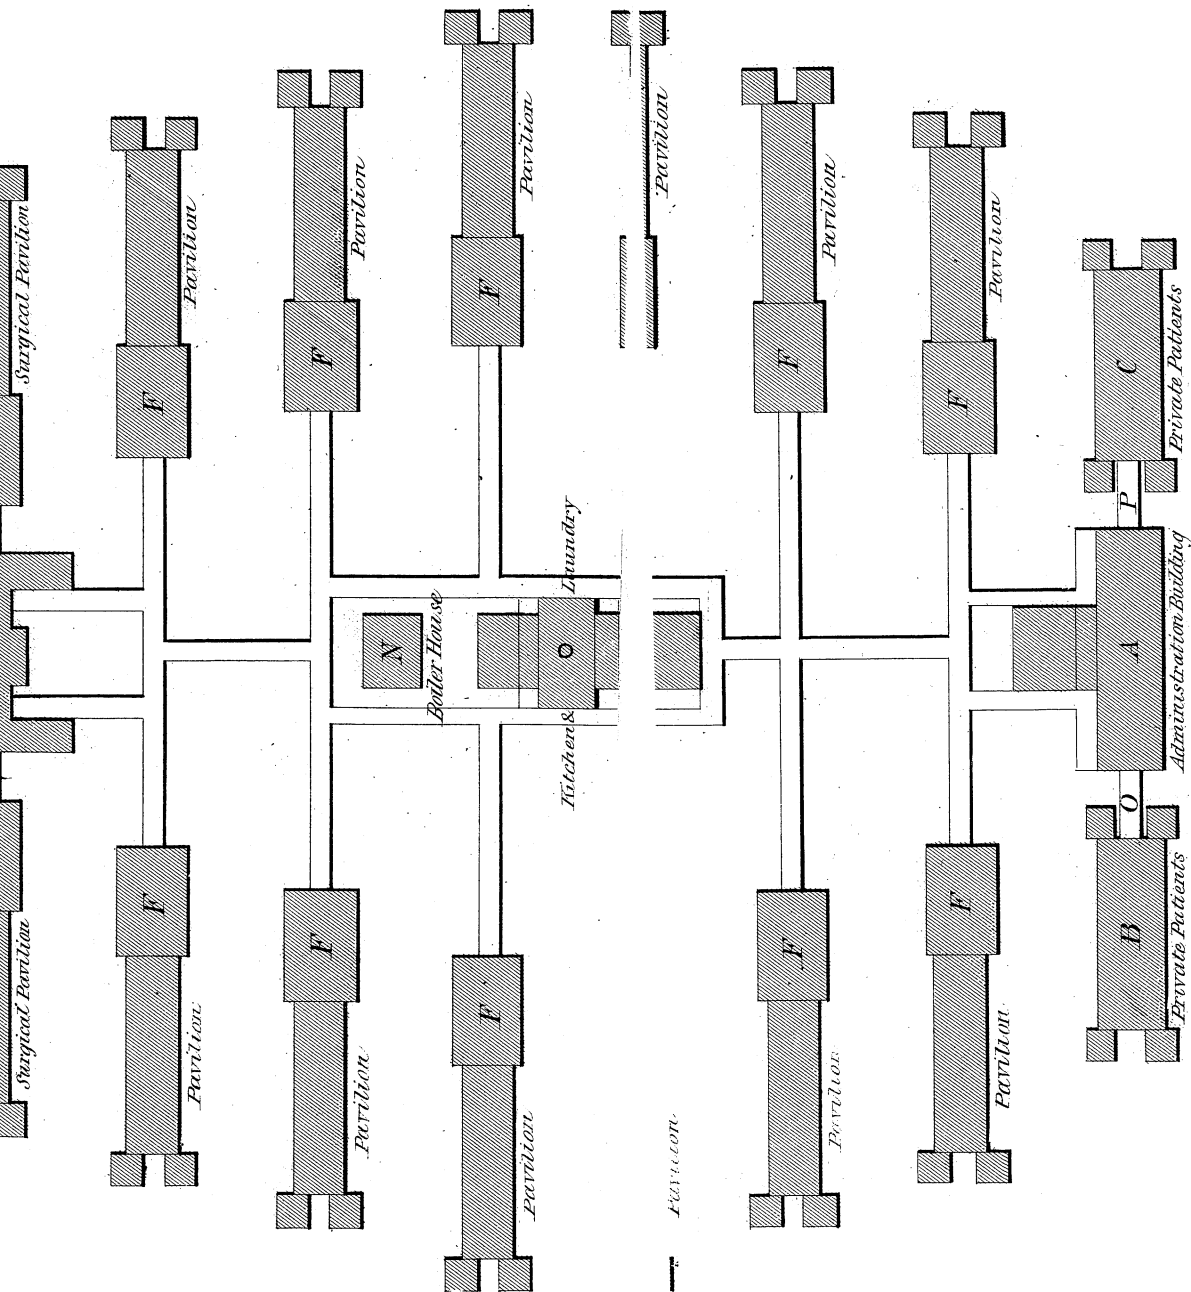 Surgical Pavilion
Pavilion
F
Pavilion
F
Pavilion
F
Pavilion
Pavilion
F
Pavilion
F
Private Patients
C
P
Laundry
Kitchen &
O
Boiler House
N
Administration Building
A
O
B
Private Patients
Surgical Pavilion
F
Pavilion
F
Pavilion
F
Pavilion
Pavilion
F
Pavilion
F
Pavilion